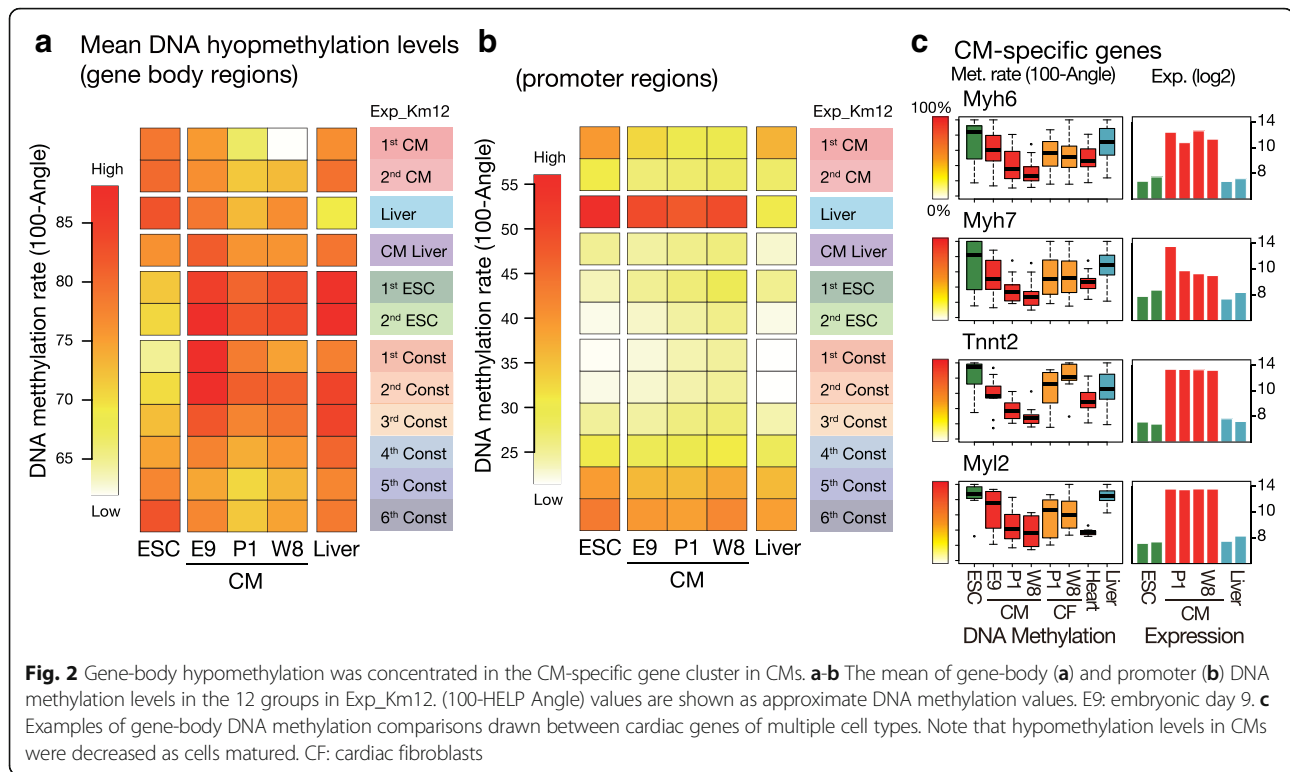 a
Mean DNA hyopmethylation levels
(gene body regions)
DNA metthylation rate (100-Angle)
High
85
80
75
70
65
Low
Exp_Km12
1st CM
2nd CM
Liver
CM Liver
1st ESC
2nd ESC
1st Const
2nd Const
3rd Const
4th Const
5th Const
6th Const
ESC E9 P1 W8 Liver
CM
b
(promoter regions)
DNA metthylation rate (100-Angle)
High
55
50
45
40
35
30
25
Low
Exp_Km12
1st CM
2nd CM
Liver
CM Liver
1st ESC
2nd ESC
1st Const
2nd Const
3rd Const
4th Const
5th Const
6th Const
ESC E9 P1 W8 Liver
CM
c
CM-specific genes
Met. rate (100-Angle) Exp. (log2)
Myh6
100%
0%
14
10
8
Myh7
14
10
8
Tnnt2
14
10
8
Myl2
14
10
8
ESC E9 P1 W8 P1 W8 Heart Liver
CM CF
DNA Methylation
ESC P1 W8 Liver
CM
Expression
Fig. 2 Gene-body hypomethylation was concentrated in the CM-specific gene cluster in CMs. a-b The mean of gene-body (a) and promoter (b) DNA
methylation levels in the 12 groups in Exp_Km12. (100-HELP Angle) values are shown as approximate DNA methylation values. E9: embryonic day 9. c
Examples of gene-body DNA methylation comparisons drawn between cardiac genes of multiple cell types. Note that hypomethylation levels in CMs
were decreased as cells matured. CF: cardiac fibroblasts